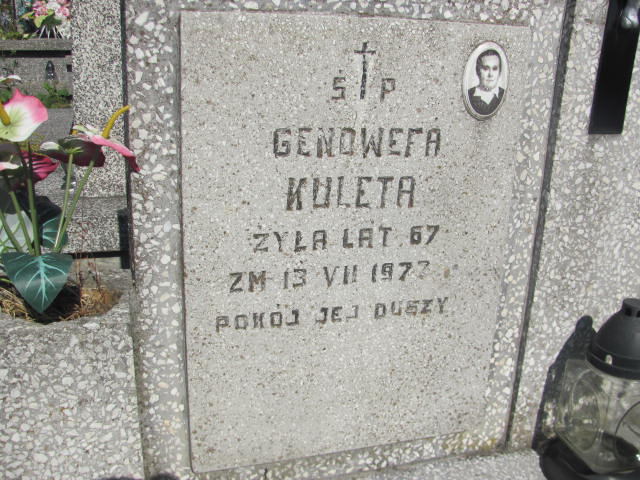 Ś P
GENOWEFA
KULETA
ŻYŁA LAT 67
ZM 13 VII 1977
POKÓJ JEJ DUSZY